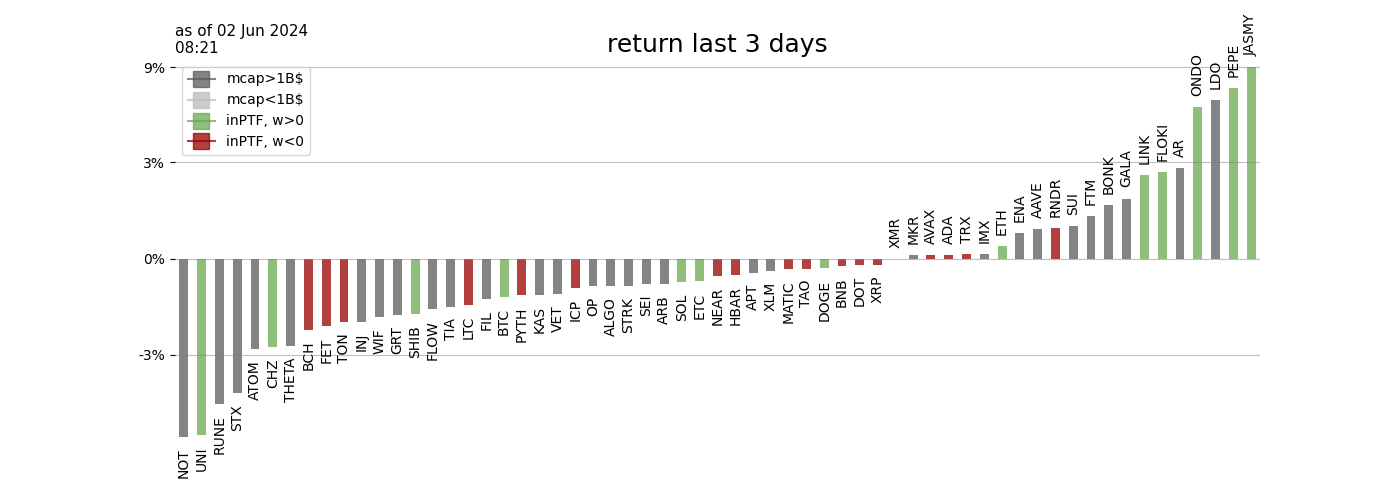 as of 02 Jun 2024
08:21
return last 3 days
9%
3%
0%
-3%
mcap>1B$
mcap<1B$
inPTF, w>0
inPTF, w<0
NOT
UNI
RUNE
STX
ATOM
CHZ
THETA
BCH
FET
TON
INJ
WIF
GRT
SHIB
FLOW
TIA
LTC
FIL
BTC
PYTH
KAS
VET
ICP
OP
ALGO
STRK
SEI
ARB
SOL
ETC
NEAR
HBAR
APT
XLM
MATIC
TAO
DOGE
BNB
DOT
XRP
XMR
MKR
AVAX
ADA
TRX
IMX
ETH
ENA
AAVE
RNDR
SUI
FTM
BONK
GALA
LINK
FLOKI
AR
ONDO
LDO
PEPE
JASMY